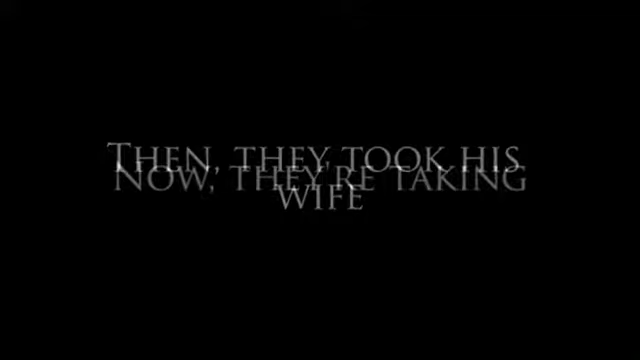 Then, they took his
Now, they're taking
wife